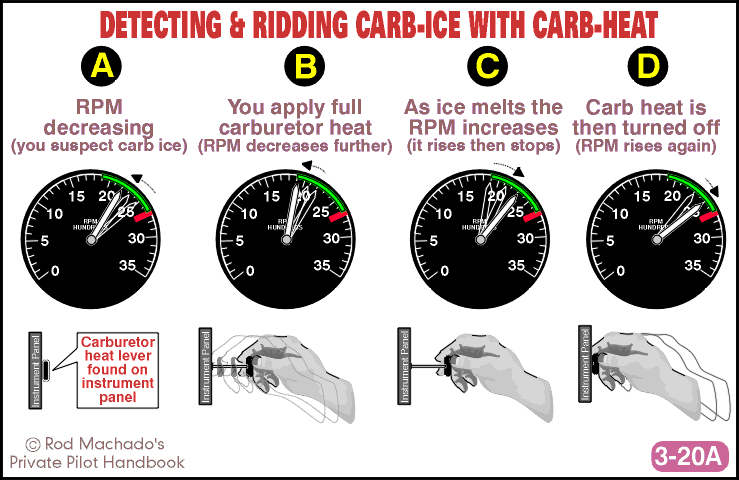 DETECTING & RIDDING CARB-ICE WITH CARB-HEAT
A
RPM
decreasing
(you suspect carb ice)
B
You apply full
carburetor heat
(RPM decreases further)
C
As ice melts the
RPM increases
(it rises then stops)
D
Carb heat is
then turned off
(RPM rises again)
0
5
10
15
20
25
30
35
RPM
HUNDREDS
0
5
10
15
20
25
30
35
RPM
HUNDREDS
0
5
10
15
20
25
30
35
RPM
HUNDREDS
0
5
10
15
20
25
30
35
RPM
HUNDREDS
Instrument Panel
Carburetor
heat lever
found on
instrument
panel
Instrument Panel
Instrument Panel
Instrument Panel
© Rod Machado's
Private Pilot Handbook
3-20A